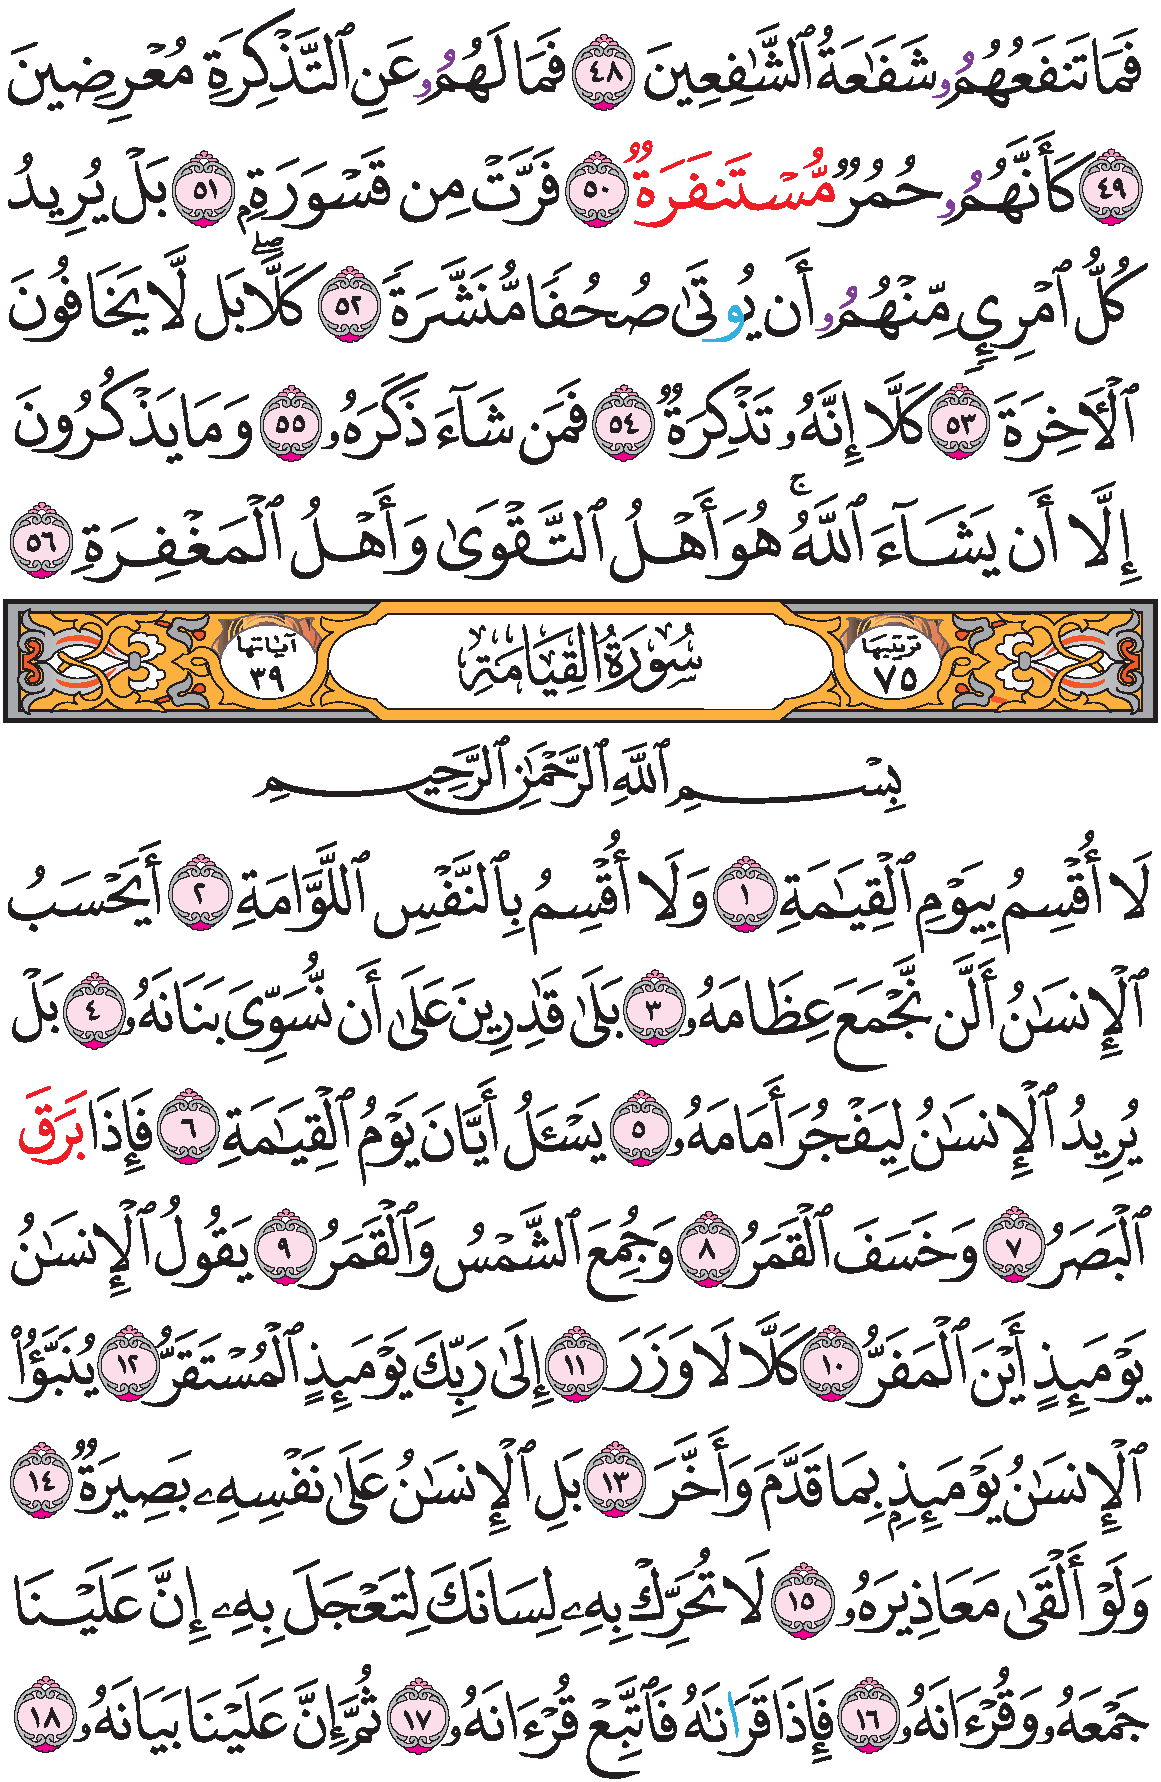 فَمَا تَنفَعُهُمُۥ شَفَٰعَةُ ٱلشَّٰفِعِينَ ٤٨ فَمَا لَهُمُۥ عَنِ ٱلتَّذْكِرَةِ مُعْرِضِينَ
٤٩ كَأَنَّهُمُۥ حُمُرٌ مُّسْتَنفَرَةٌ ٥٠ فَرَّتْ مِن قَسْوَرَةِۭ ٥١ بَلْ يُرِيدُ
كُلُّ ٱمْرِيٍٕ مِّنْهُمُۥ أَن يُوتَىٰ صُحُفًا مُّنَشَّرَةً ٥٢ كَلَّاۖ بَل لَّا يَخَافُونَ
ٱلْأٓخِرَةَ ٥٣ كَلَّا إِنَّهُۥ تَذْكِرَةٌ ٥٤ فَمَن شَآءَ ذَكَرَهُۥ ٥٥ وَمَا يَذْكُرُونَ
إِلَّا أَن يَشَآءَ ٱللَّهُۚ هُوَ أَهْلُ ٱلتَّقْوَىٰ وَأَهْلُ ٱلْمَغْفِرَةِ ٥٦
ترتيبها ٧٥ سُورَةُ الْقِيَامَةِ آياتها ٣٩
بِسْمِ ٱللَّهِ ٱلرَّحْمَٰنِ ٱلرَّحِيمِ
لَا أُقْسِمُ بِيَوْمِ ٱلْقِيَٰمَةِ ١ وَلَا أُقْسِمُ بِٱلنَّفْسِ ٱللَّوَّامَةِ ٢ أَيَحْسَبُ
ٱلْإِنسَٰنُ أَلَّن نَّجْمَعَ عِظَامَهُۥ ٣ بَلَىٰ قَٰدِرِينَ عَلَىٰ أَن نُّسَوِّيَ بَنَانَهُۥ ٤ بَلْ
يُرِيدُ ٱلْإِنسَٰنُ لِيَفْجُرَ أَمَامَهُۥ ٥ يَسْـَٔلُ أَيَّانَ يَوْمُ ٱلْقِيَٰمَةِ ٦ فَإِذَا بَرَقَ
ٱلْبَصَرُ ٧ وَخَسَفَ ٱلْقَمَرُ ٨ وَجُمِعَ ٱلشَّمْسُ وَٱلْقَمَرُ ٩ يَقُولُ ٱلْإِنسَٰنُ
يَوْمَئِذٍ أَيْنَ ٱلْمَفَرُّ ١٠ كَلَّا لَا وَزَرَ ١١ إِلَىٰ رَبِّكَ يَوْمَئِذٍ ٱلْمُسْتَقَرُّ ١٢ يُنَبَّؤُا۟
ٱلْإِنسَٰنُ يَوْمَئِذِۭ بِمَا قَدَّمَ وَأَخَّرَ ١٣ بَلِ ٱلْإِنسَٰنُ عَلَىٰ نَفْسِهِۦ بَصِيرَةٌ ١٤
وَلَوْ أَلْقَىٰ مَعَاذِيرَهُۥ ١٥ لَا تُحَرِّكْ بِهِۦ لِسَانَكَ لِتَعْجَلَ بِهِۦ إِنَّ عَلَيْنَا
جَمْعَهُۥ وَقُرْءَانَهُۥ ١٦ فَإِذَا قَرَانَٰهُ فَٱتَّبِعْ قُرْءَانَهُۥ ١٧ ثُمَّ إِنَّ عَلَيْنَا بَيَانَهُۥ ١٨